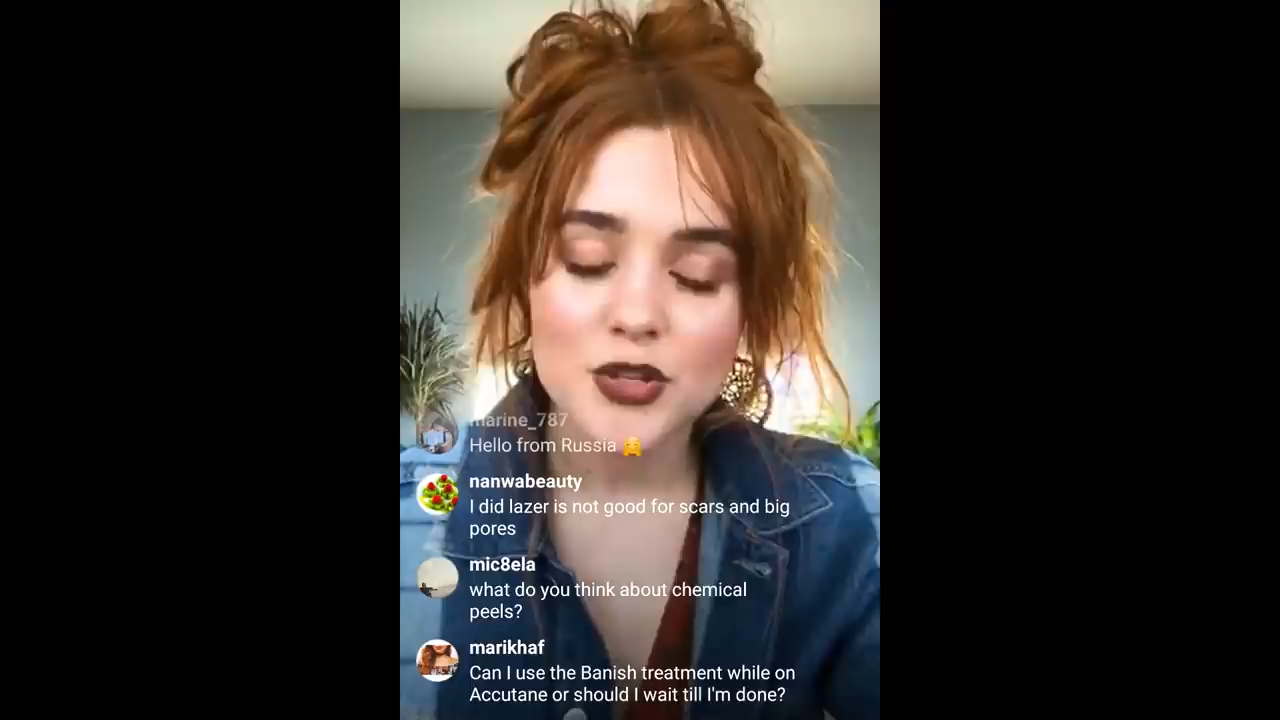 marine_787
Hello from Russia 🤗
nanwabeauty
I did lazer is not good for scars and big
pores
mic8ela
what do you think about chemical
peels?
marikhaf
Can I use the Banish treatment while on
Accutane or should I wait till I'm done?